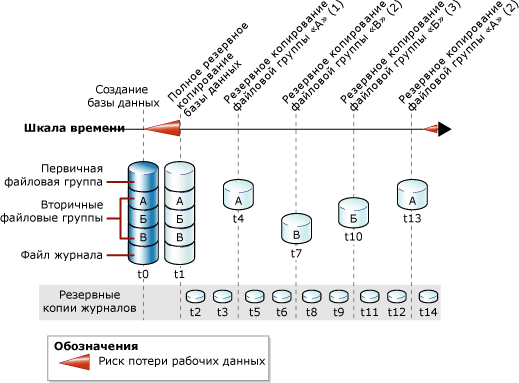 Создание
базы данных
Полное резервное
копирование
базы данных
Резервное копирование
файловой группы «А» (1)
Резервное копирование
файловой группы «В» (2)
Резервное копирование
файловой группы «Б» (3)
Резервное копирование
файловой группы «А» (2)
Шкала времени
Первичная
файловая группа
Вторичные
файловые группы
Файл журнала
А
Б
В
t0
А
Б
В
t1
А
t4
В
t7
Б
t10
А
t13
Резервные
копии журналов
t2 t3 t5 t6 t8 t9 t11 t12 t14
Обозначения
Риск потери рабочих данных